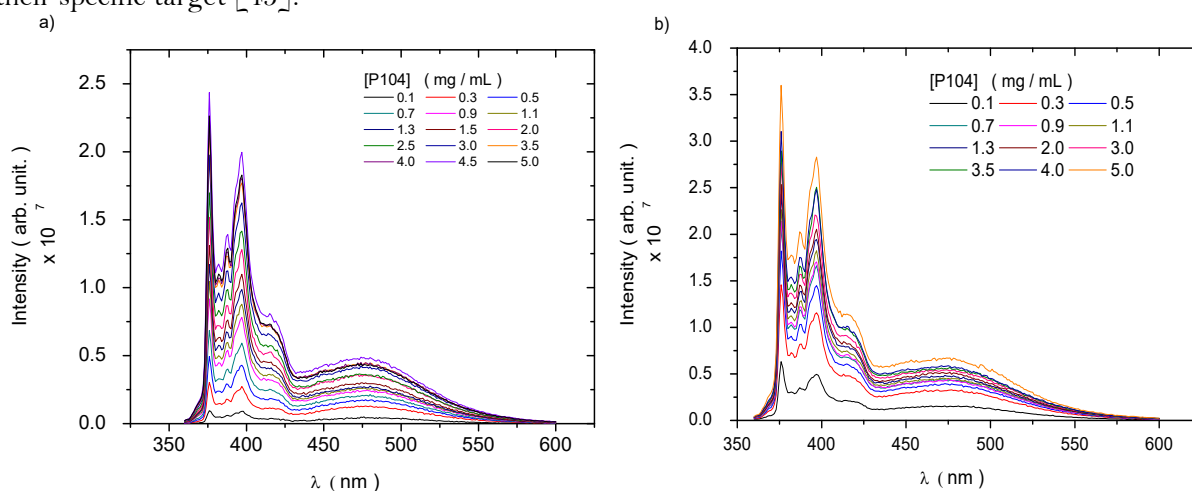 their specific target [45].
a)
b)
[P104] ( mg / mL )
0.1 0.3 0.5
0.7 0.9 1.1
1.3 1.5 2.0
2.5 3.0 3.5
4.0 4.5 5.0
2.5
2.0
1.5
1.0
0.5
0.0
Intensity ( arb. unit. )
x 10 7
350 400 450 500 550 600
λ ( nm )
[P104] ( mg / mL )
0.1 0.3 0.5
0.7 0.9 1.1
1.3 2.0 3.0
3.5 4.0 5.0
4.0
3.5
3.0
2.5
2.0
1.5
1.0
0.5
0.0
Intensity ( arb. unit. )
x 10 7
350 400 450 500 550 600
λ ( nm )